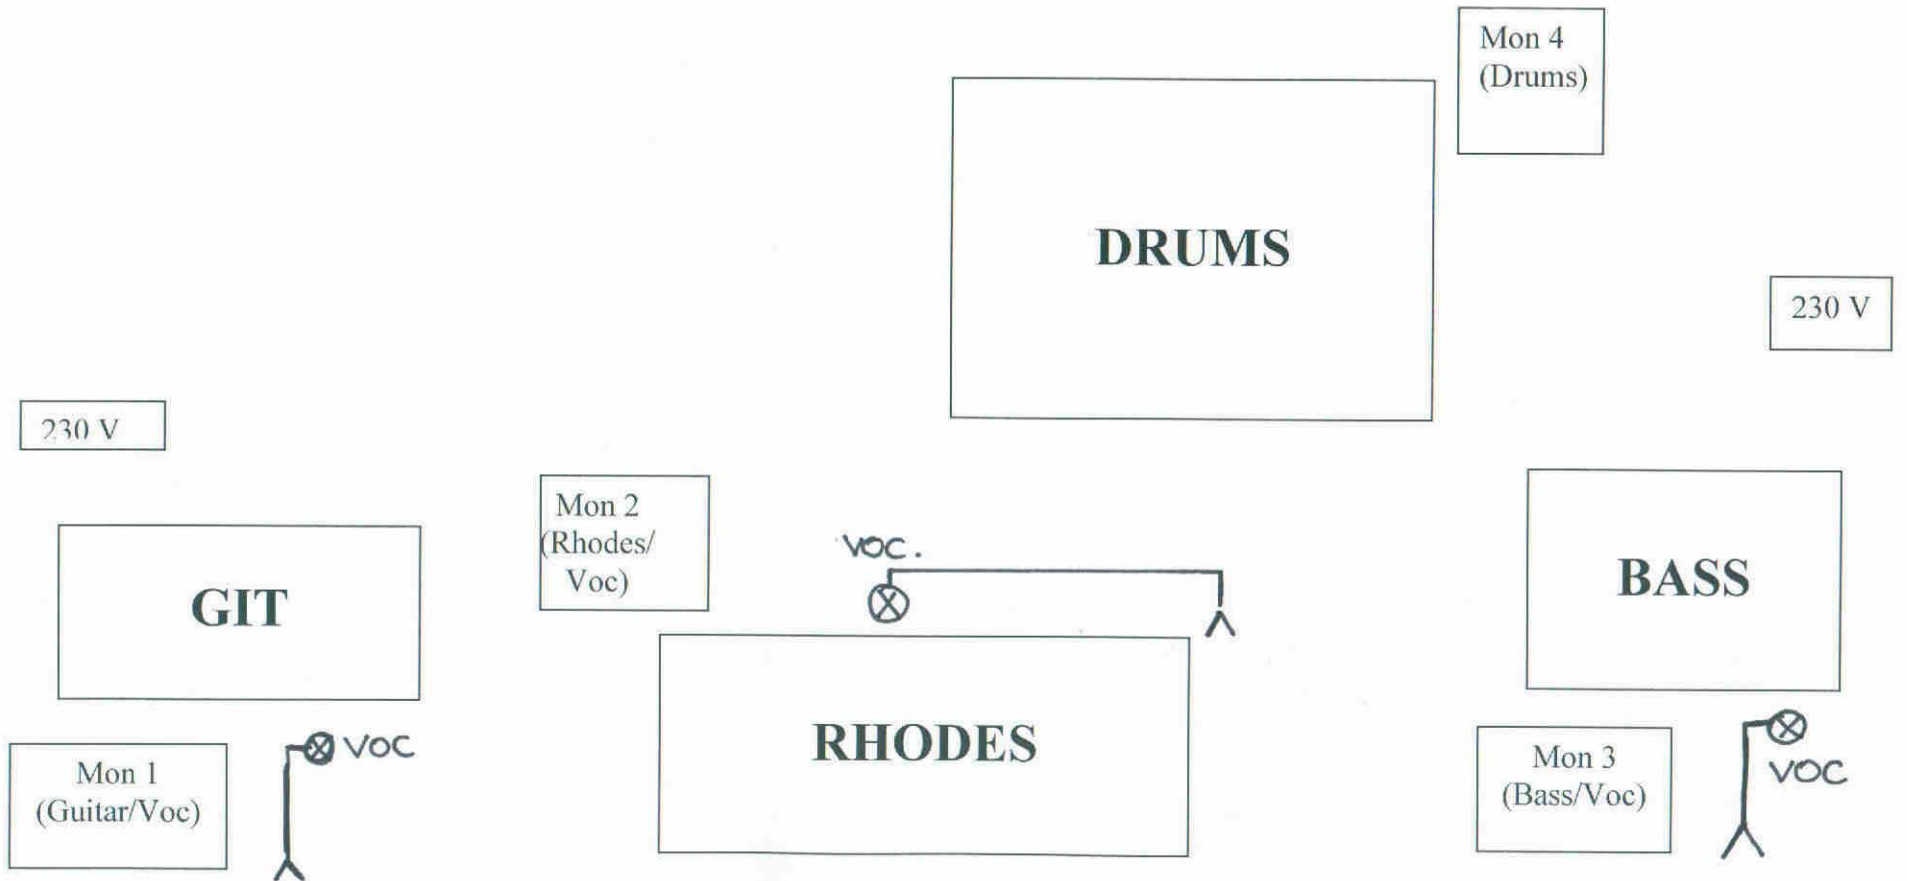 Mon 4
(Drums)
DRUMS
230 V
230 V
Mon 2
(Rhodes/
Voc)
VOC.
BASS
GIT
RHODES
VOC
Mon 1
(Guitar/Voc)
Mon 3
(Bass/Voc)
VOC